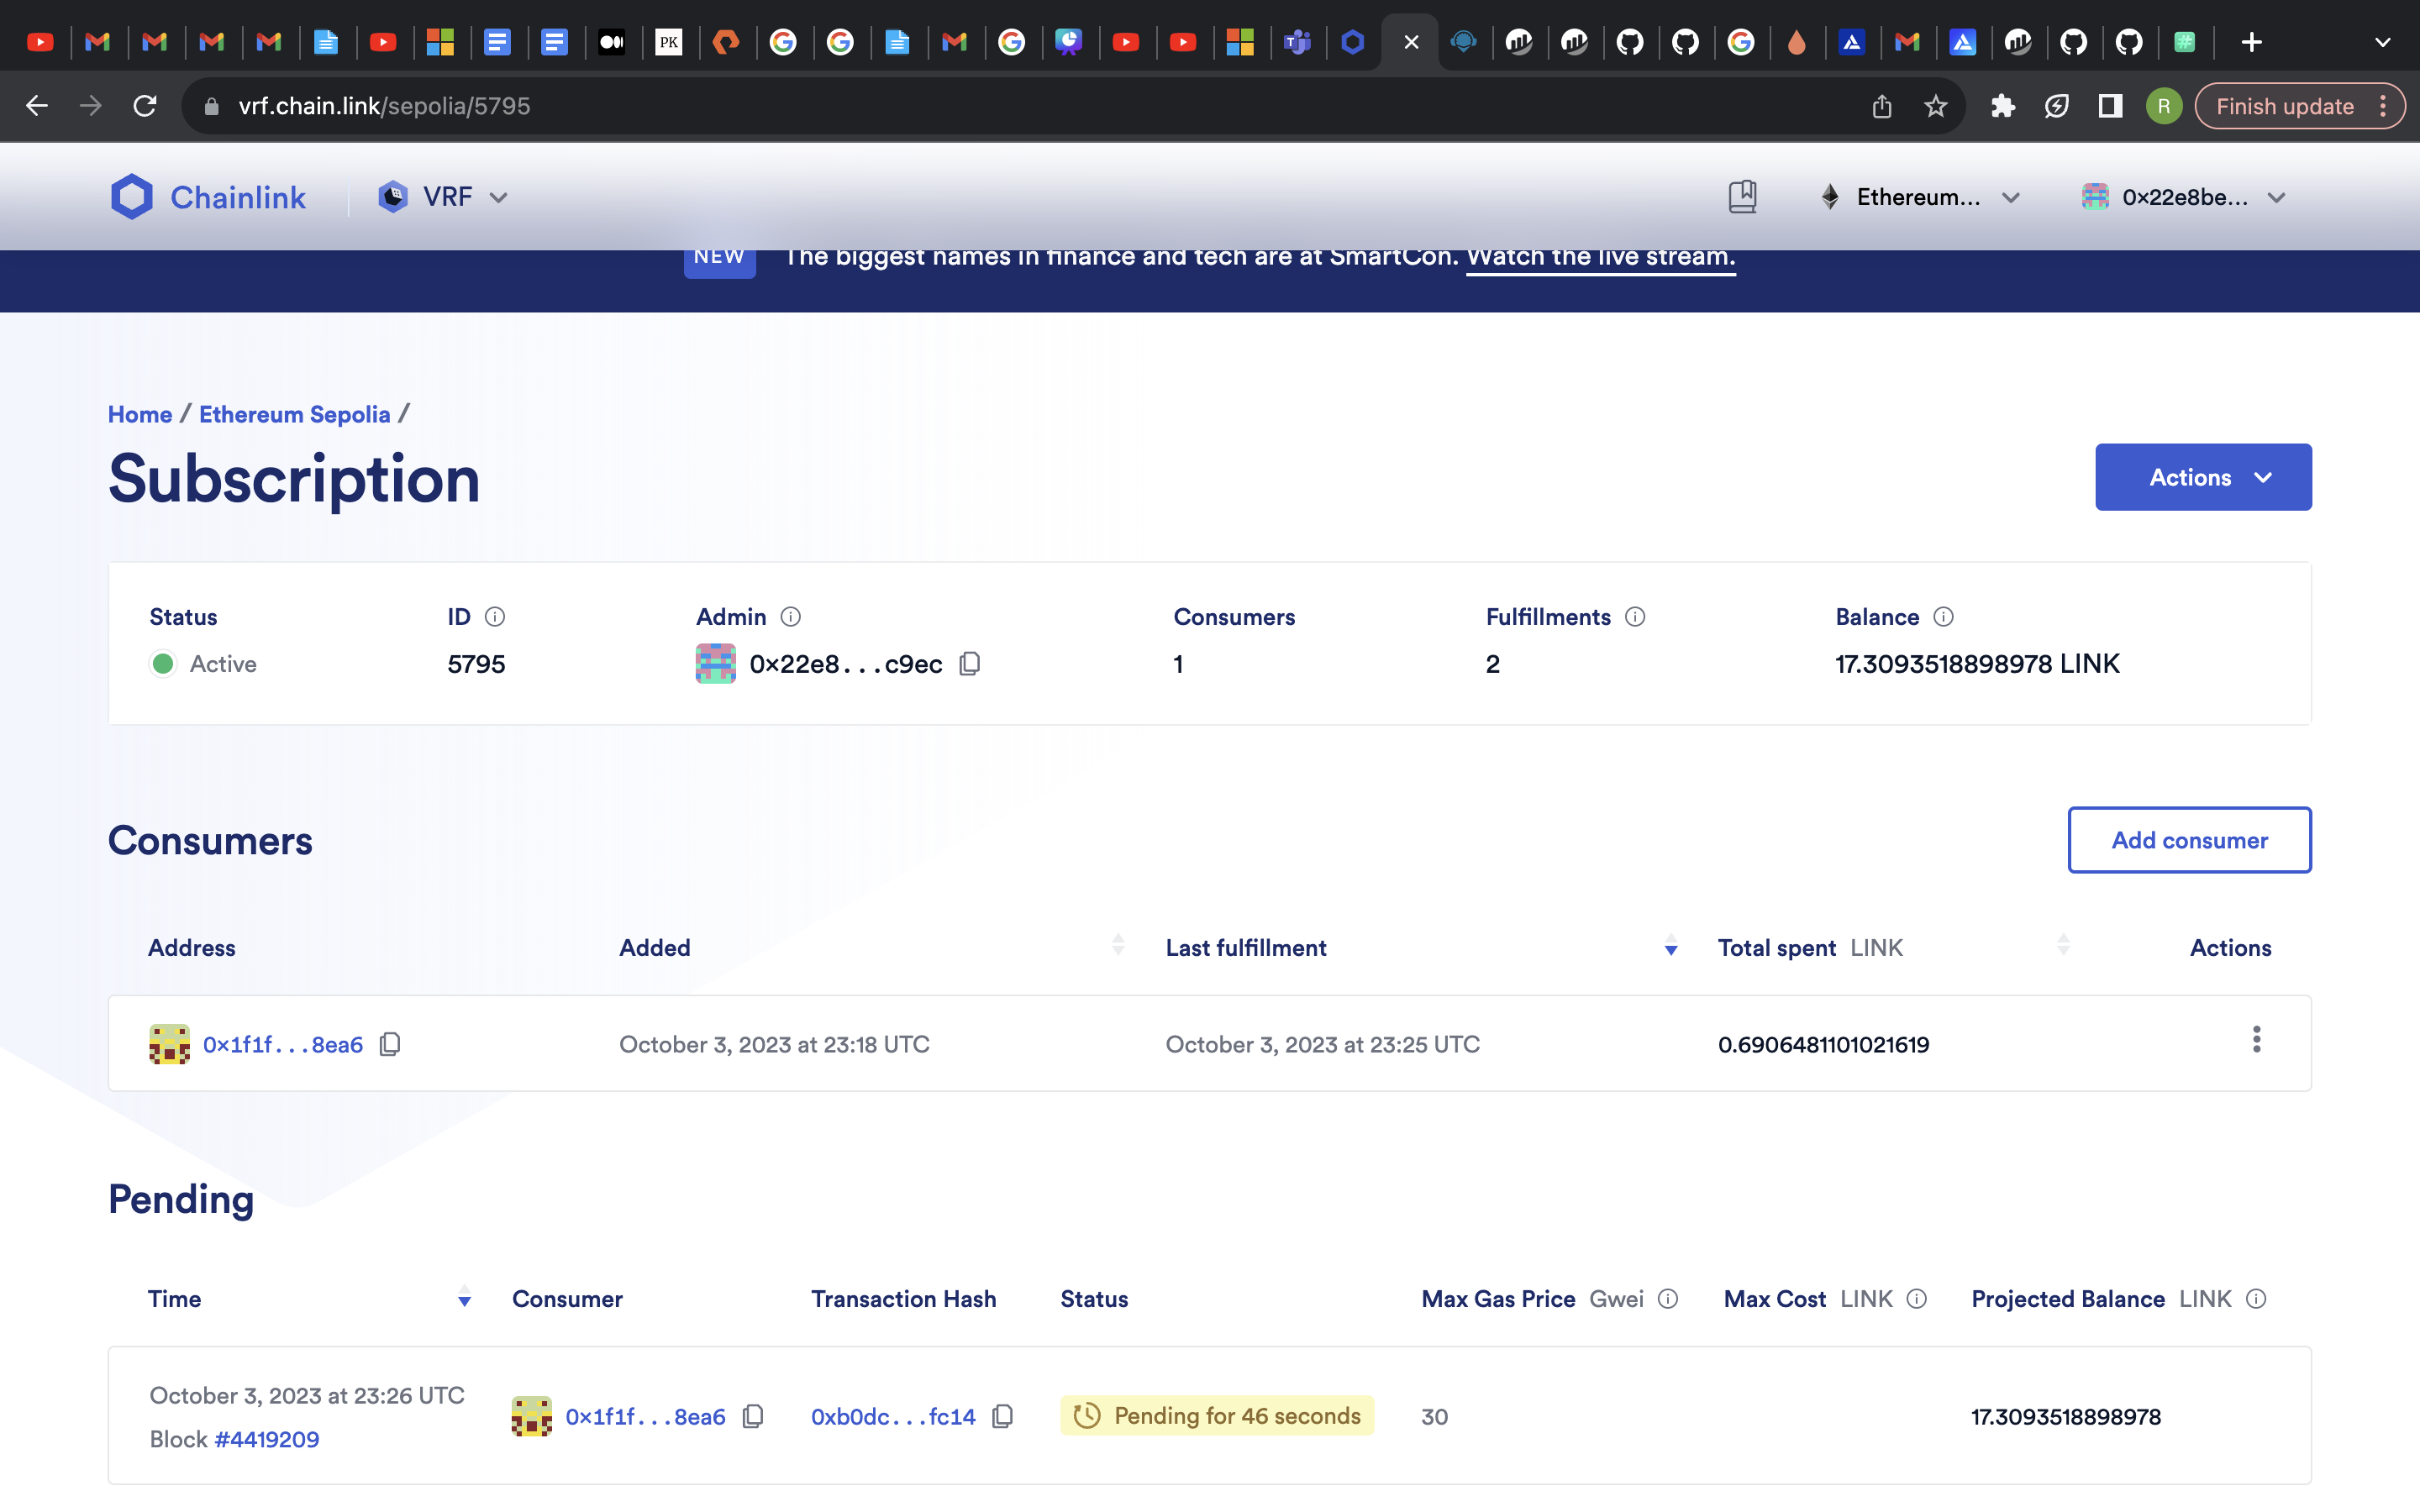 PK
T
#
vrf.chain.link/sepolia/5795
R
Finish update
Chainlink
VRF
Ethereum...
0x22e8be...
NEW
The biggest names in finance and tech are at SmartCon. Watch the live stream.
Home / Ethereum Sepolia /
Subscription
Actions
Status
ID
Admin
Consumers
Fulfillments
Balance
Active
5795
0x22e8...c9ec
1
2
17.3093518898978 LINK
Consumers
Add consumer
Address
Added
Last fulfillment
Total spent LINK
Actions
0x1f1f...8ea6
October 3, 2023 at 23:18 UTC
October 3, 2023 at 23:25 UTC
0.6906481101021619
Pending
Time
Consumer
Transaction Hash
Status
Max Gas Price Gwei
Max Cost LINK
Projected Balance LINK
October 3, 2023 at 23:26 UTC
Block #4419209
0x1f1f...8ea6
0xb0dc...fc14
Pending for 46 seconds
30
17.3093518898978